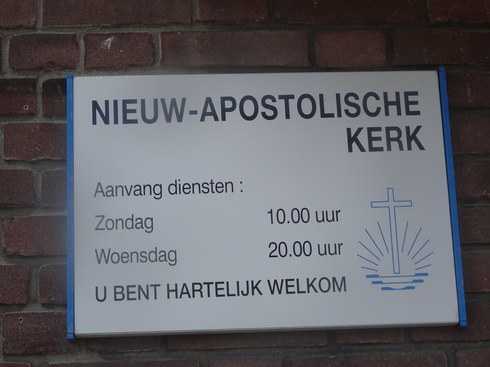 NIEUW-APOSTOLISCHE
KERK
Aanvang diensten :
Zondag 10.00 uur
Woensdag 20.00 uur
U BENT HARTELIJK WELKOM